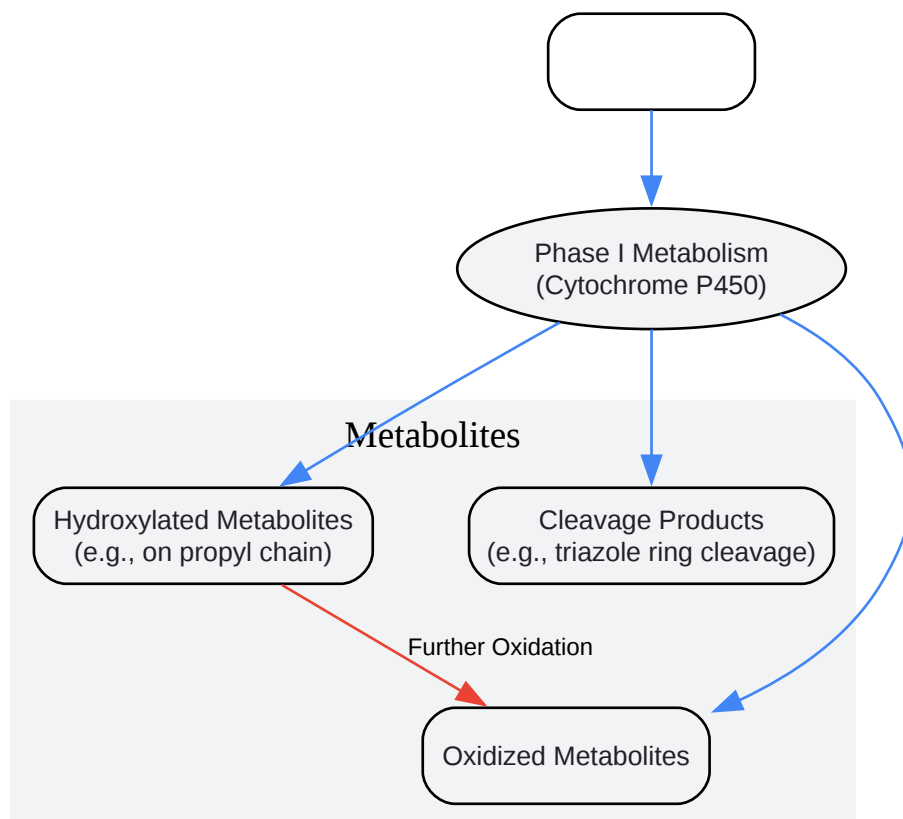 Phase I Metabolism
(Cytochrome P450)
Metabolites
Hydroxylated Metabolites
(e.g., on propyl chain)
Cleavage Products
(e.g., triazole ring cleavage)
Further Oxidation
Oxidized Metabolites